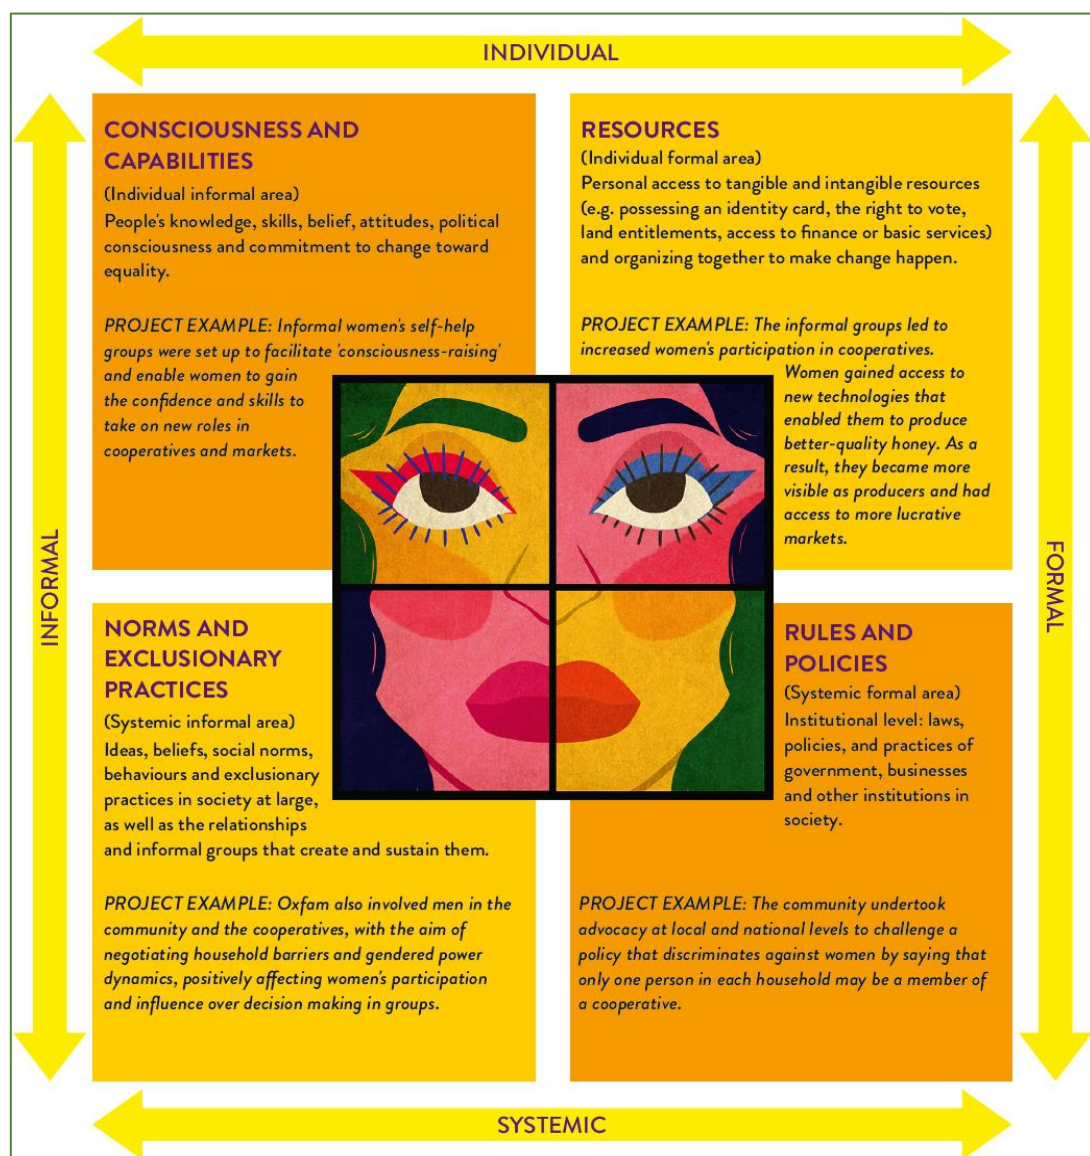 INDIVIDUAL
CONSCIOUSNESS AND
CAPABILITIES
(Individual informal area)
People's knowledge, skills, belief, attitudes, political
consciousness and commitment to change toward
equality.
PROJECT EXAMPLE: Informal women's self-help
groups were set up to facilitate 'consciousness-raising'
and enable women to gain
the confidence and skills to
take on new roles in
cooperatives and markets.
RESOURCES
(Individual formal area)
Personal access to tangible and intangible resources
(e.g. possessing an identity card, the right to vote,
land entitlements, access to finance or basic services)
and organizing together to make change happen.
PROJECT EXAMPLE: The informal groups led to
increased women's participation in cooperatives.
Women gained access to
new technologies that
enabled them to produce
better-quality honey. As a
result, they became more
visible as producers and had
access to more lucrative
markets.
INFORMAL
FORMAL
NORMS AND
EXCLUSIONARY
PRACTICES
(Systemic informal area)
Ideas, beliefs, social norms,
behaviours and exclusionary
practices in society at large,
as well as the relationships
and informal groups that create and sustain them.
PROJECT EXAMPLE: Oxfam also involved men in the
community and the cooperatives, with the aim of
negotiating household barriers and gendered power
dynamics, positively affecting women's participation
and influence over decision making in groups.
RULES AND
POLICIES
(Systemic formal area)
Institutional level: laws,
policies, and practices of
government, businesses
and other institutions in
society.
PROJECT EXAMPLE: The community undertook
advocacy at local and national levels to challenge a
policy that discriminates against women by saying that
only one person in each household may be a member of
a cooperative.
SYSTEMIC